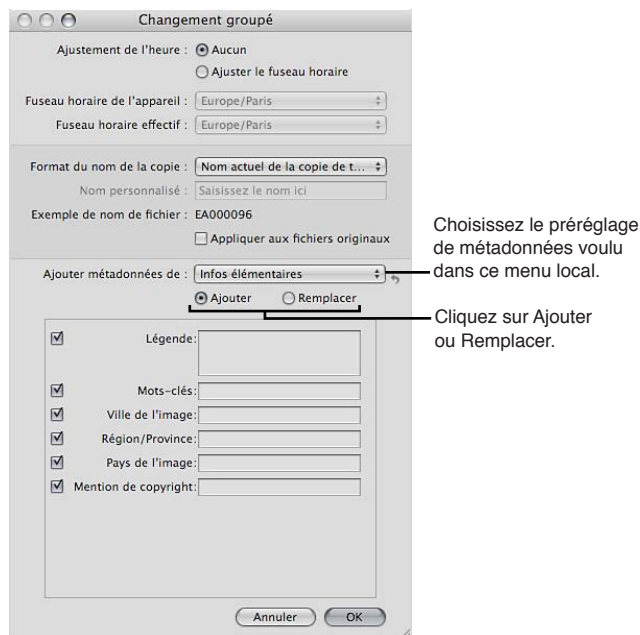 Changement groupé
Ajustement de l'heure : Aucun
Ajuster le fuseau horaire
Fuseau horaire de l'appareil : Europe/Paris
Fuseau horaire effectif : Europe/Paris
Format du nom de la copie : Nom actuel de la copie de t...
Nom personnalisé : Saisissez le nom ici
Exemple de nom de fichier : EA000096
Appliquer aux fichiers originaux
Ajouter métadonnées de : Infos élémentaires
Ajouter Remplacer
Légende:
Mots-clés:
Ville de l'image:
Région/Province:
Pays de l'image:
Mention de copyright:
Annuler OK
Choisissez le préréglage
de métadonnées voulu
dans ce menu local.
Cliquez sur Ajouter
ou Remplacer.